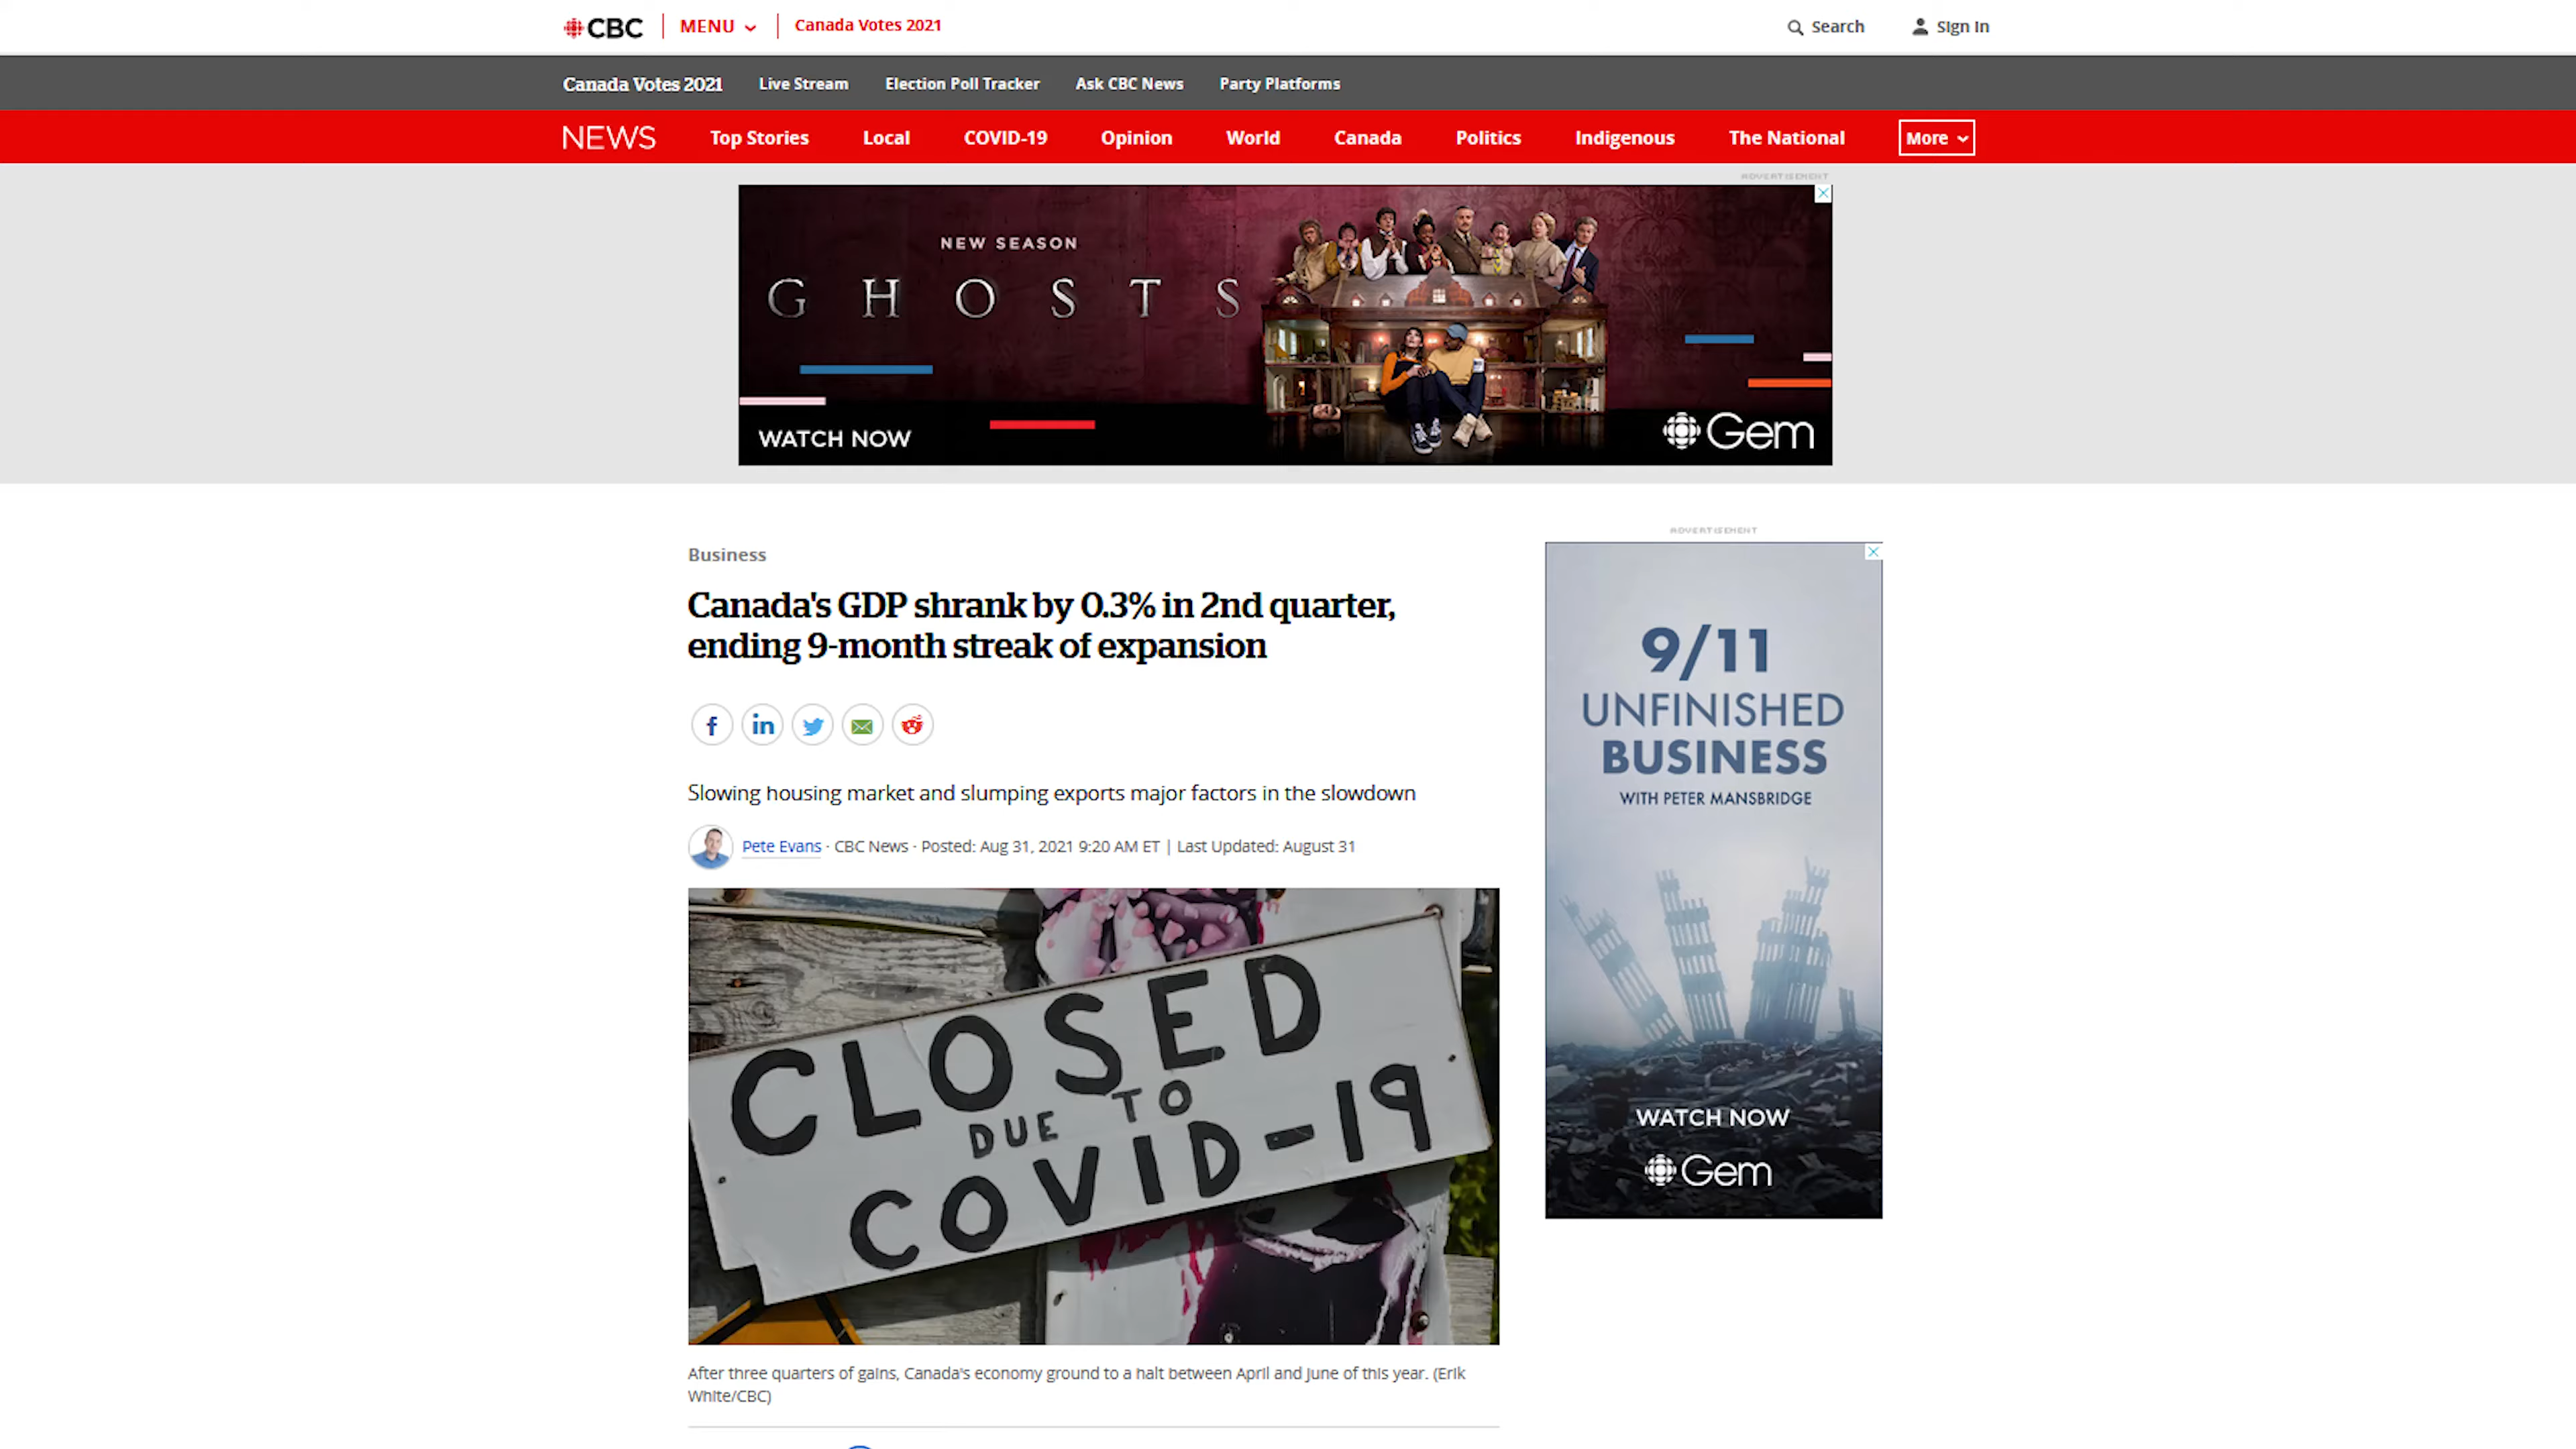 CBC
MENU
Canada Votes 2021
Search
Sign In
Canada Votes 2021
Live Stream
Election Poll Tracker
Ask CBC News
Party Platforms
NEWS
Top Stories
Local
COVID-19
Opinion
World
Canada
Politics
Indigenous
The National
More
ADVERTISEMENT
NEW SEASON
GHOSTS
WATCH NOW
Gem
Business
Canada's GDP shrank by 0.3% in 2nd quarter,
ending 9-month streak of expansion
Slowing housing market and slumping exports major factors in the slowdown
Pete Evans · CBC News · Posted: Aug 31, 2021 9:20 AM ET | Last Updated: August 31
CLOSED
DUE TO
COVID-19
After three quarters of gains, Canada's economy ground to a halt between April and June of this year. (Erik
White/CBC)
ADVERTISEMENT
9/11
UNFINISHED
BUSINESS
WITH PETER MANSBRIDGE
WATCH NOW
Gem